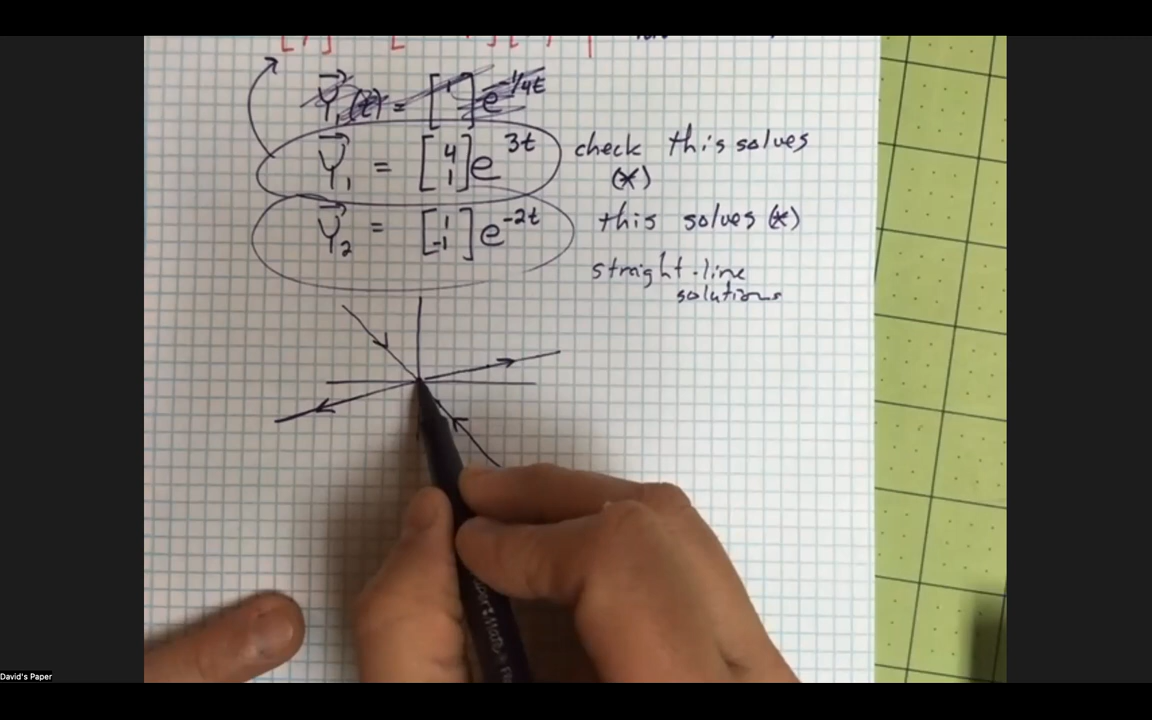 Y₁(t) = [1 ] e^-1/4t
Y₁ = [4 1] e^3t check this solves
(*)
Y₂ = [1 -1] e^-2t this solves (*)
straight-line
solutions
David's Paper